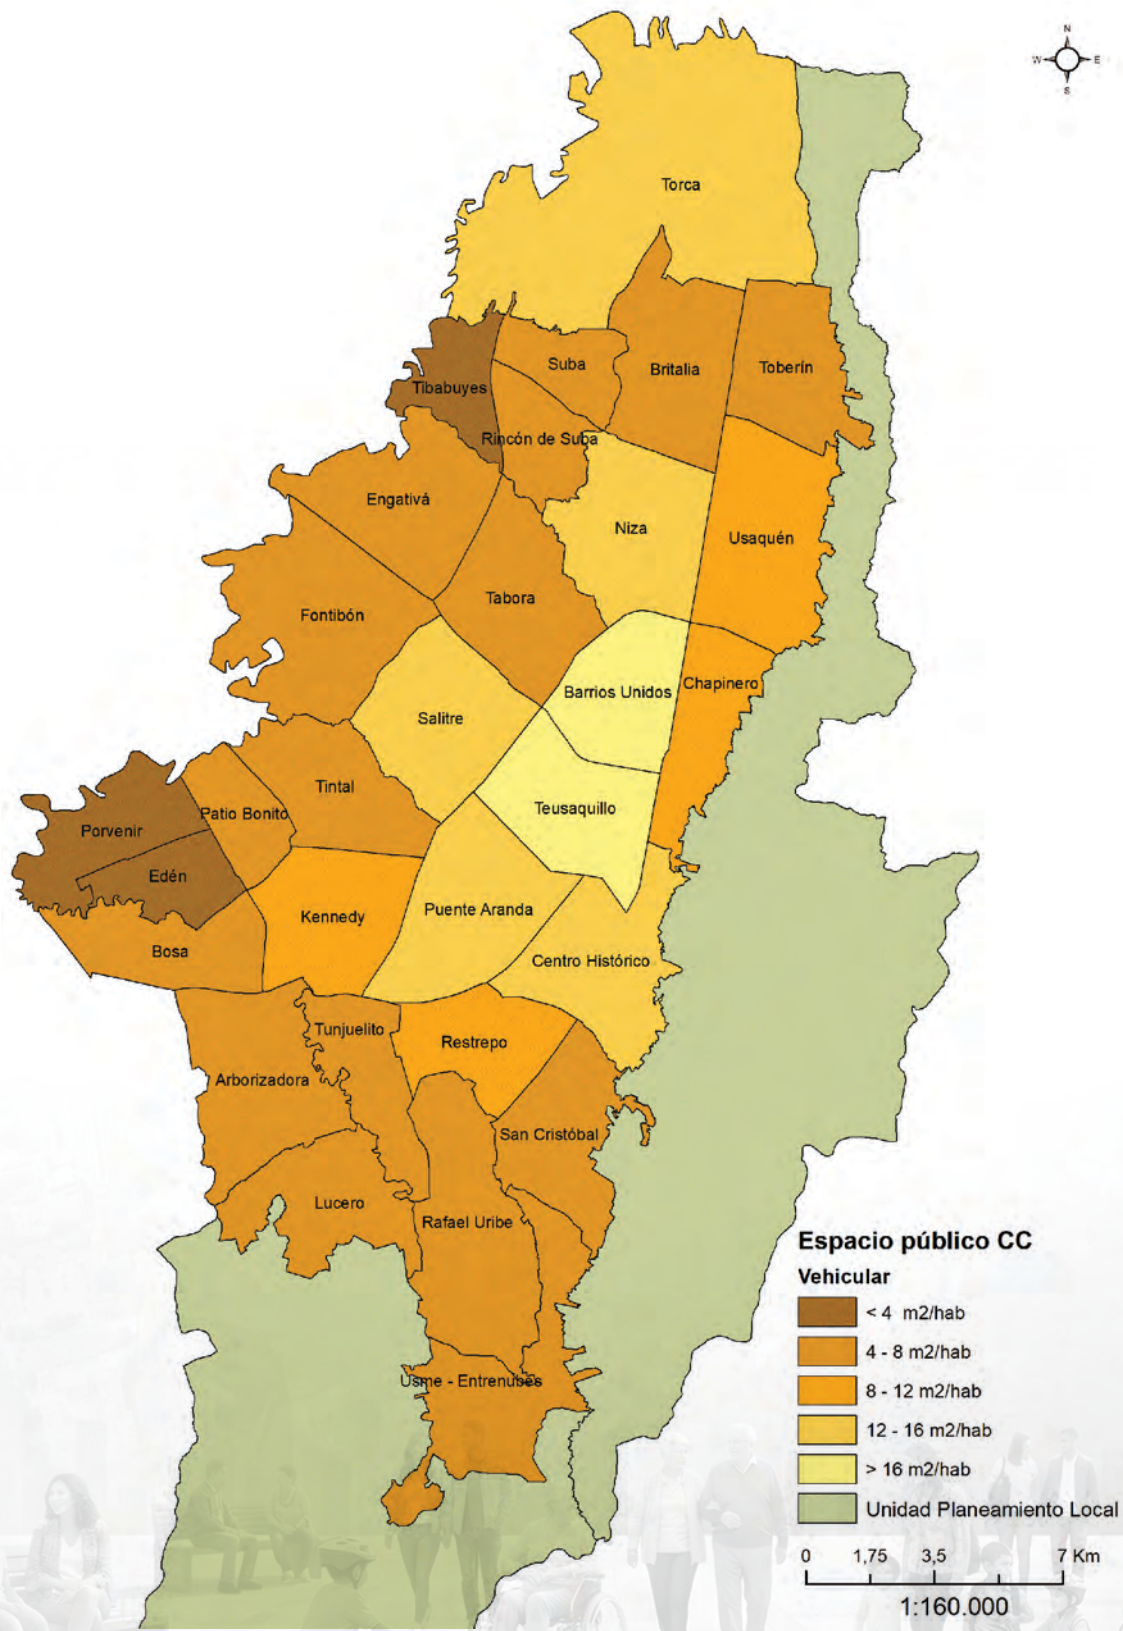 N
W E
S
Torca
Suba
Britalia
Toberín
Tibabuyes
Rincón de Suba
Engativá
Niza
Usaquén
Tabora
Fontibón
Chapinero
Barrios Unidos
Salitre
Tintal
Teusaquillo
Patio Bonito
Porvenir
Edén
Puente Aranda
Kennedy
Bosa
Centro Histórico
Tunjuelito
Restrepo
Arborizadora
San Cristóbal
Lucero
Rafael Uribe
Usme - Entrenubes
Espacio público CC
Vehicular
< 4 m2/hab
4 - 8 m2/hab
8 - 12 m2/hab
12 - 16 m2/hab
> 16 m2/hab
Unidad Planeamiento Local
0 1,75 3,5 7 Km
1:160.000